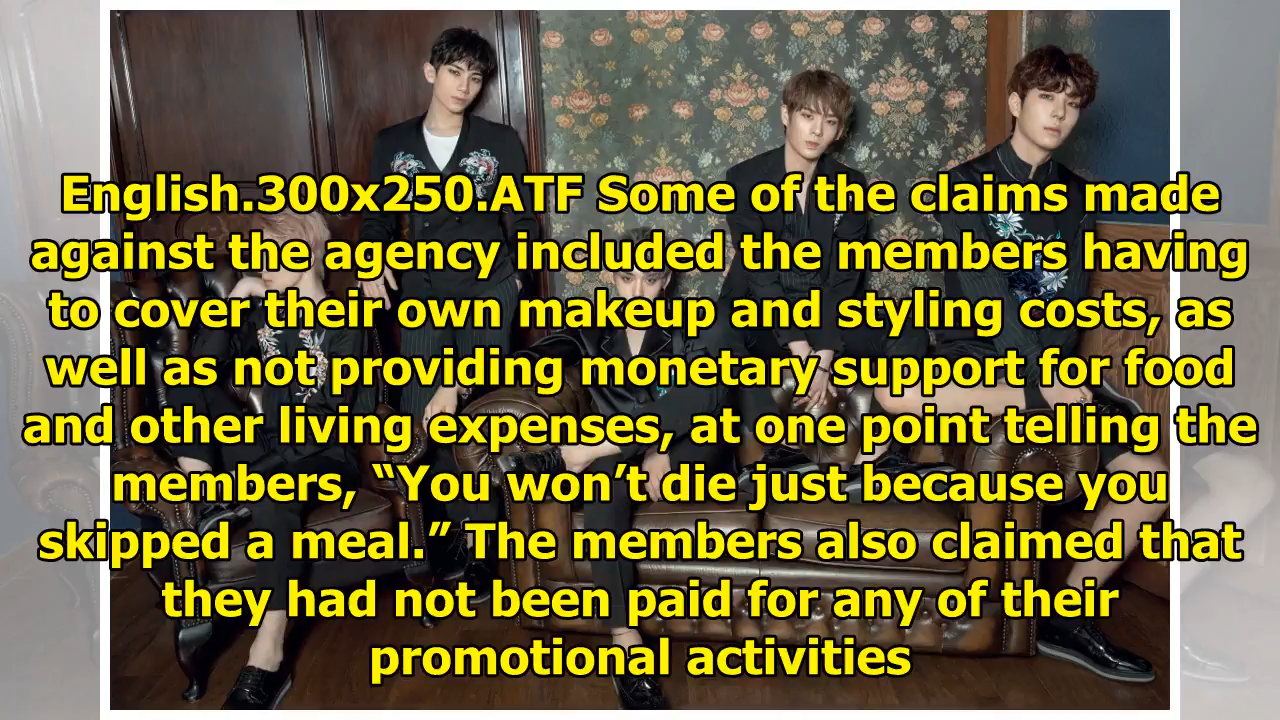 English.300x250.ATF Some of the claims made
against the agency included the members having
to cover their own makeup and styling costs, as
well as not providing monetary support for food
and other living expenses, at one point telling the
members, “You won’t die just because you
skipped a meal.” The members also claimed that
they had not been paid for any of their
promotional activities